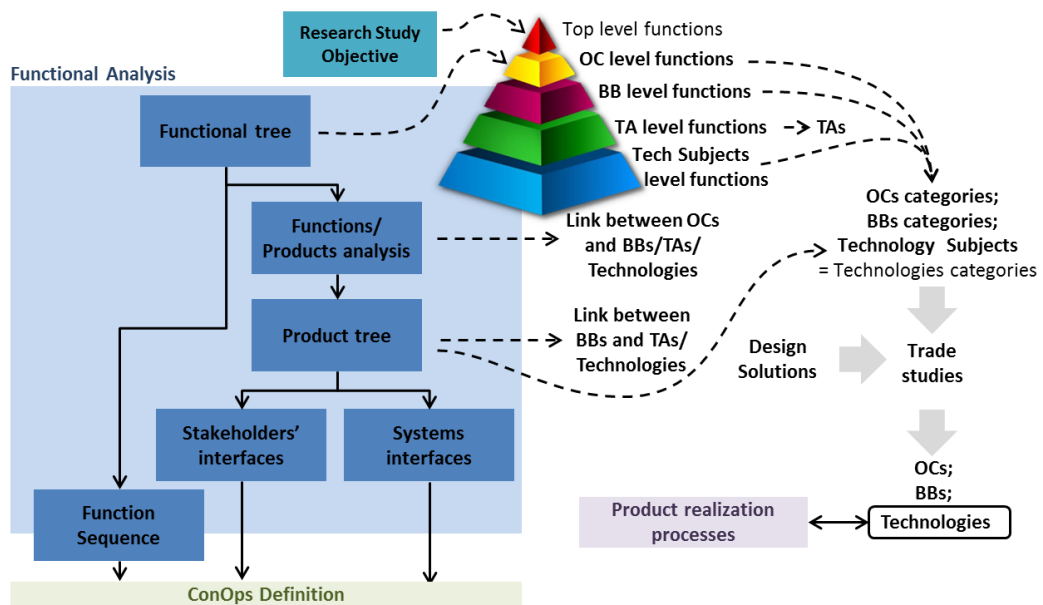 Research Study
Objective
Top level functions
OC level functions
BB level functions
TA level functions
TAs
Tech Subjects
level functions
Functional Analysis
Functional tree
Functions/
Products analysis
Link between OCs
and BBs/TAs/
Technologies
OCs categories;
BBs categories;
Technology Subjects
= Technologies categories
Product tree
Link between
BBs and TAs/
Technologies
Design
Solutions
Trade
studies
Stakeholders’
interfaces
Systems
interfaces
OCs;
BBs;
Technologies
Function
Sequence
Product realization
processes
ConOps Definition